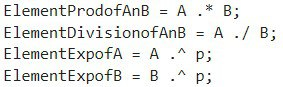 ElementProdofAnB = A .* B;
ElementDivisionofAnB = A ./ B;
ElementExpofA = A .^ p;
ElementExpofB = B .^ p;